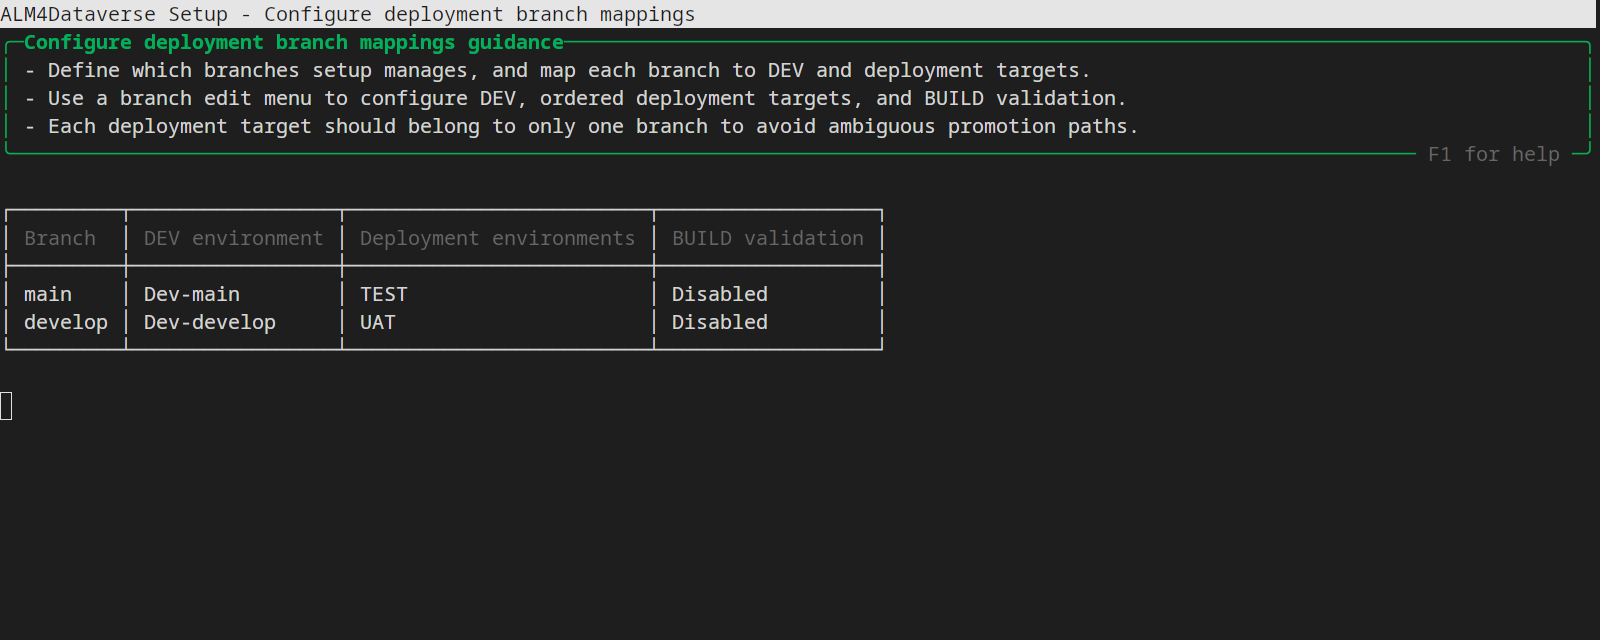 ALM4Dataverse Setup - Configure deployment branch mappings
Configure deployment branch mappings guidance
- Define which branches setup manages, and map each branch to DEV and deployment targets.
- Use a branch edit menu to configure DEV, ordered deployment targets, and BUILD validation.
- Each deployment target should belong to only one branch to avoid ambiguous promotion paths.
F1 for help
Branch DEV environment Deployment environments BUILD validation
main Dev-main TEST Disabled
develop Dev-develop UAT Disabled